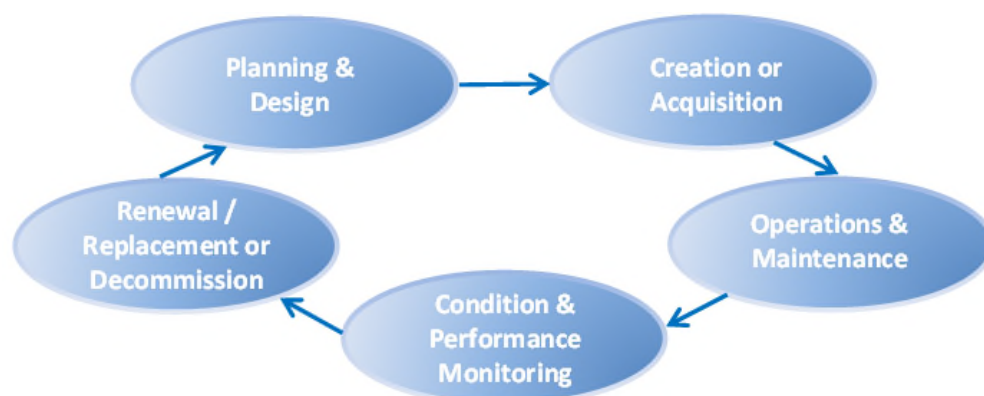 Planning &
Design
Creation or
Acquisition
Operations &
Maintenance
Condition &
Performance
Monitoring
Renewal /
Replacement or
Decommission